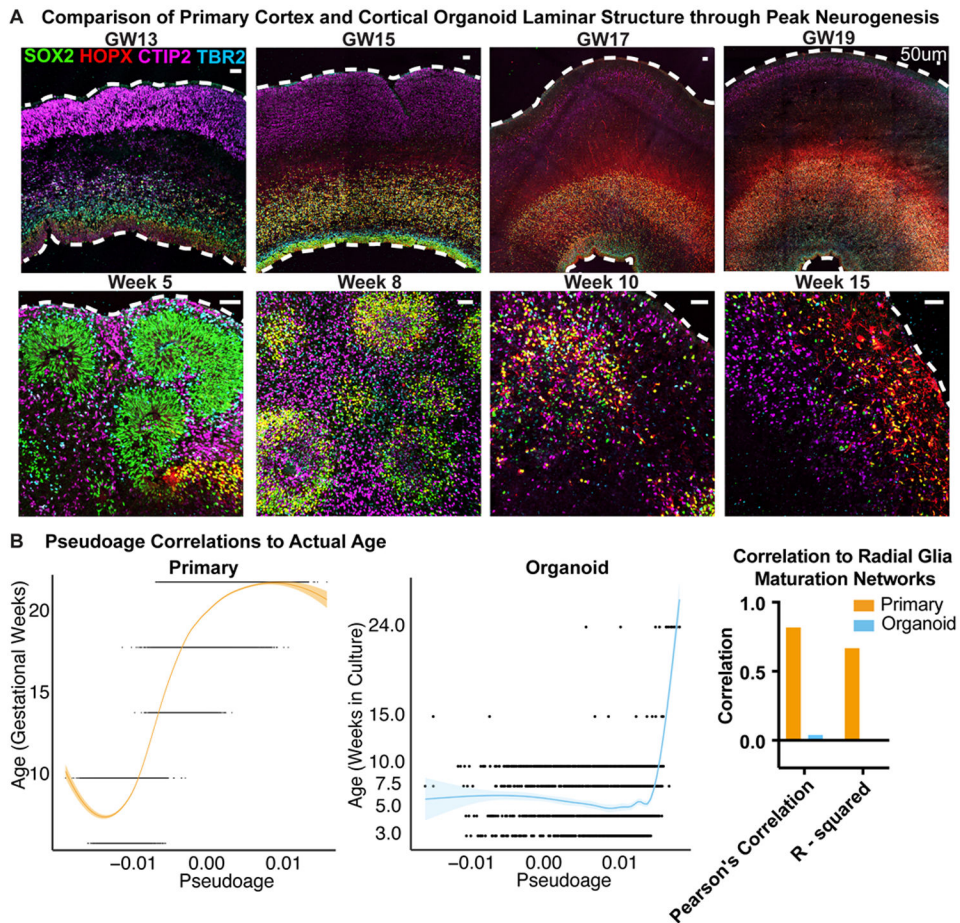 A Comparison of Primary Cortex and Cortical Organoid Laminar Structure through Peak Neurogenesis
GW13 GW15 GW17 GW19
SOX2 HOPX CTIP2 TBR2 50um
Week 5 Week 8 Week 10 Week 15
B Pseudoage Correlations to Actual Age
Primary
Age (Gestational Weeks)
20
15
10
−0.01 0.00 0.01
Pseudoage
Organoid
Age (Weeks in Culture)
24.0
15.0
10.0
7.5
5.0
3.0
−0.01 0.00 0.01
Pseudoage
Correlation to Radial Glia
Maturation Networks
Primary
Organoid
Correlation
1.0
0.5
0.0
Pearson's Correlation
R - squared